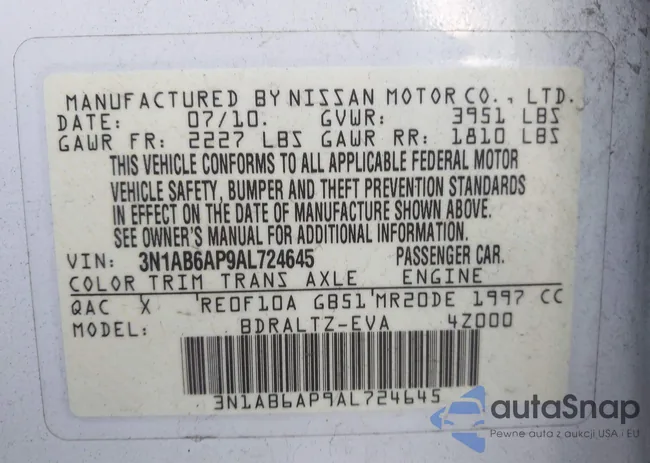 MANUFACTURED BY NISSAN MOTOR CO., LTD.
DATE: 07/10. GVWR: 3951 LBS
GAWR FR: 2227 LBS GAWR RR: 1810 LBS
THIS VEHICLE CONFORMS TO ALL APPLICABLE FEDERAL MOTOR
VEHICLE SAFETY, BUMPER AND THEFT PREVENTION STANDARDS
IN EFFECT ON THE DATE OF MANUFACTURE SHOWN ABOVE.
SEE OWNER'S MANUAL FOR ADDITIONAL INFORMATION.
VIN: 3N1AB6AP9AL724645 PASSENGER CAR.
COLOR TRIM TRANS AXLE ENGINE
QAC X RE0F10A GB51 MR20DE 1997 CC
MODEL: BDRALTZ-EVA 4Z000
3N1AB6AP9AL724645
autaSnap
Pewne auta z aukcji USA i EU